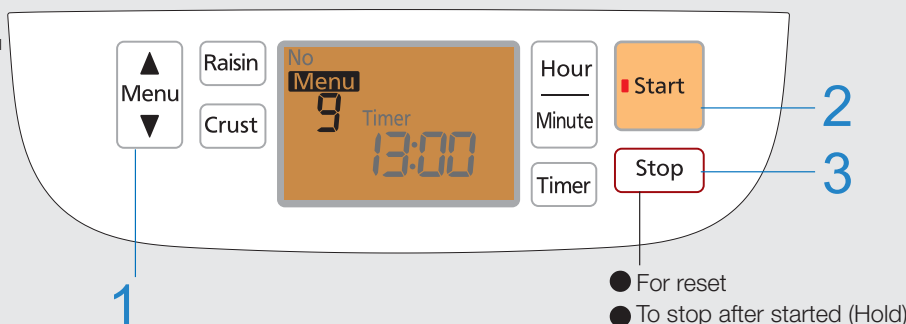 ▲
Menu
▼
Raisin
Crust
No
Menu
9
Timer
13:00
Hour
Minute
Timer
Start
Stop
1
2
3
● For reset
● To stop after started (Hold)